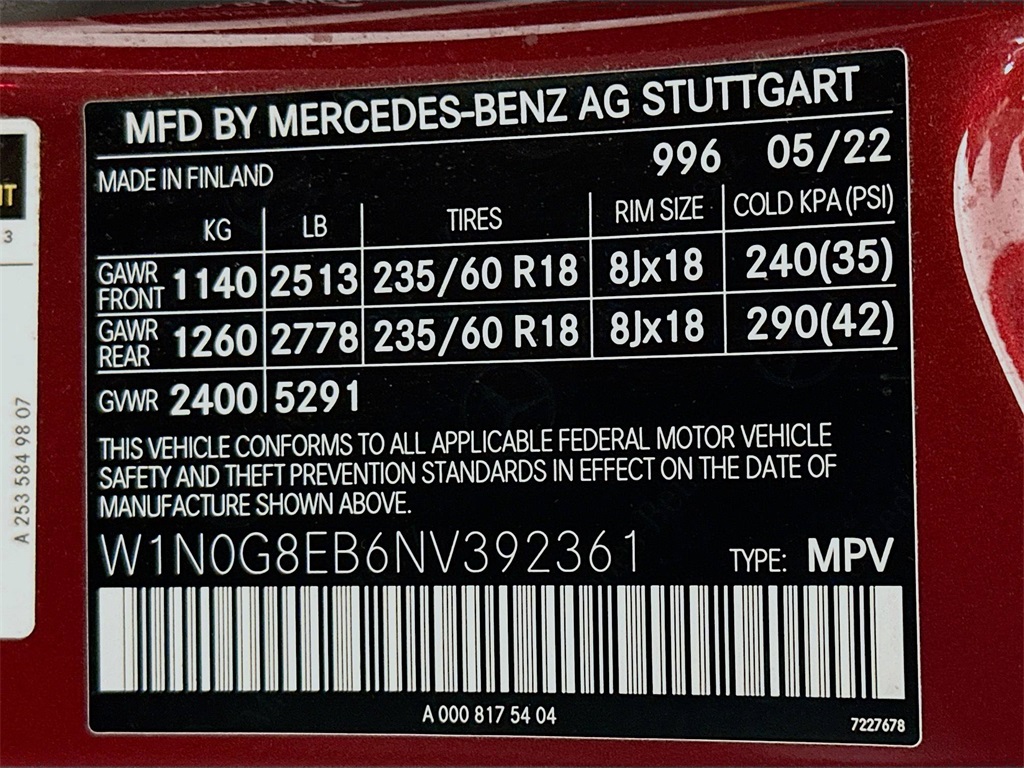 MFD BY MERCEDES-BENZ AG STUTTGART
996 05/22
MADE IN FINLAND
KG LB TIRES RIM SIZE COLD KPA (PSI)
GAWR FRONT 1140 2513 235/60 R18 8Jx18 240(35)
GAWR REAR 1260 2778 235/60 R18 8Jx18 290(42)
GVWR 2400 5291
THIS VEHICLE CONFORMS TO ALL APPLICABLE FEDERAL MOTOR VEHICLE
SAFETY AND THEFT PREVENTION STANDARDS IN EFFECT ON THE DATE OF
MANUFACTURE SHOWN ABOVE.
W1N0G8EB6NV392361 TYPE: MPV
A 000 817 54 04
7227678
A 253 584 98 07
3